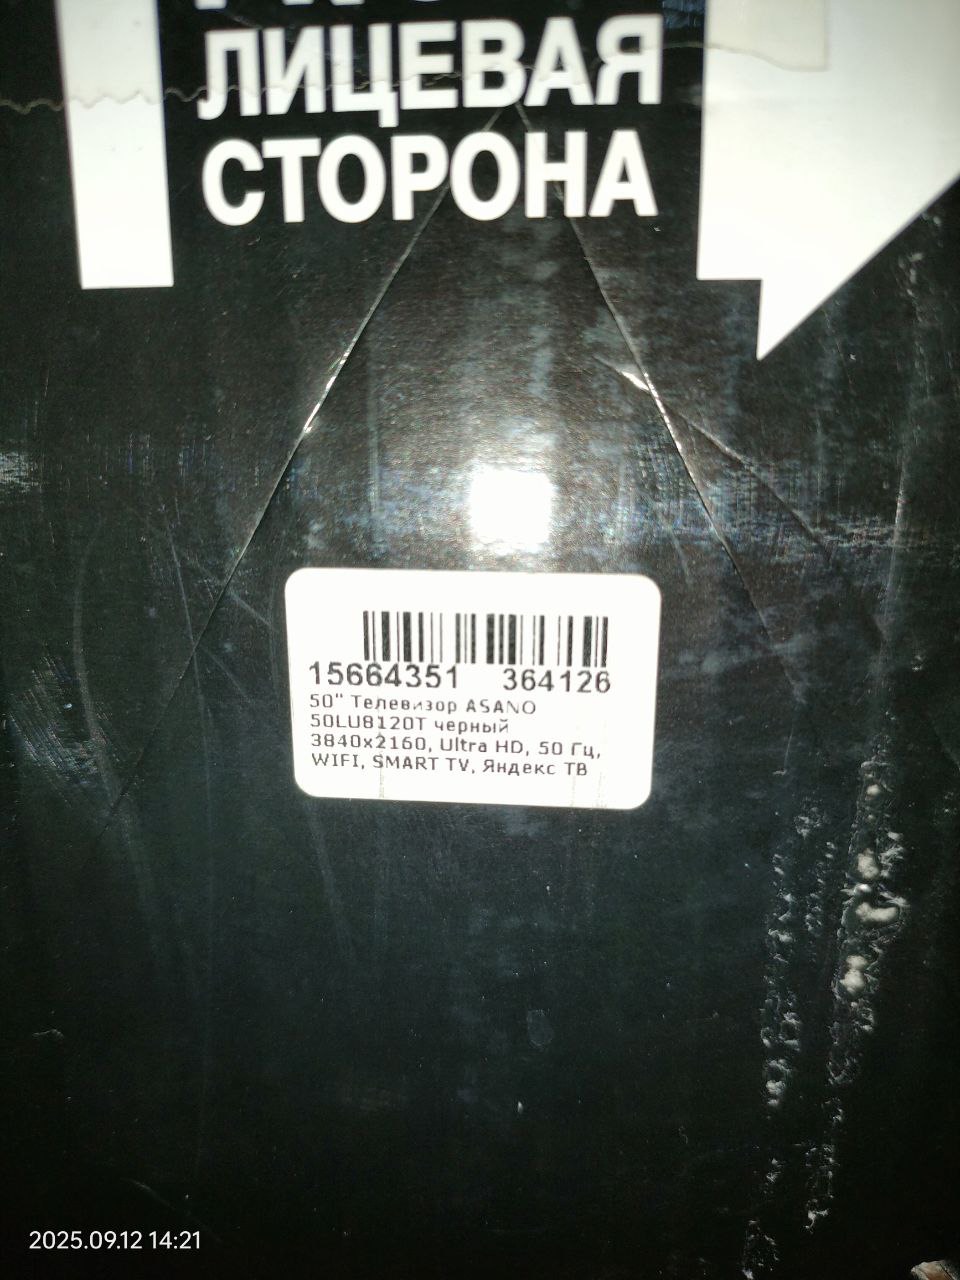 ЛИЦЕВАЯ
СТОРОНА
15664351 364126
50" Телевизор ASANO
50LU8120T черный
3840x2160, Ultra HD, 50 Гц,
WIFI, SMART TV, Яндекс ТВ
2025.09.12 14:21